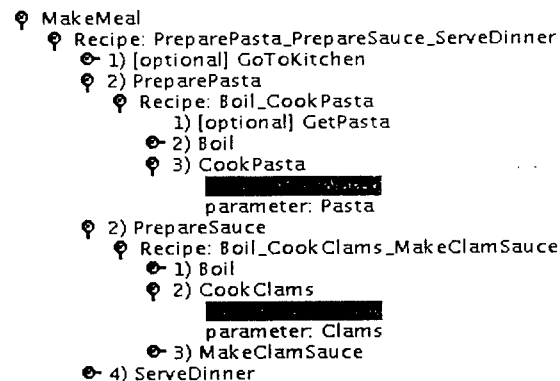 MakeMeal
Recipe: PreparePasta_PrepareSauce_ServeDinner
1) [optional] GoToKitchen
2) PreparePasta
Recipe: Boil_CookPasta
1) [optional] GetPasta
2) Boil
3) CookPasta
parameter: Pasta
2) PrepareSauce
Recipe: Boil_CookClams_MakeClamSauce
1) Boil
2) CookClams
parameter: Clams
3) MakeClamSauce
4) ServeDinner